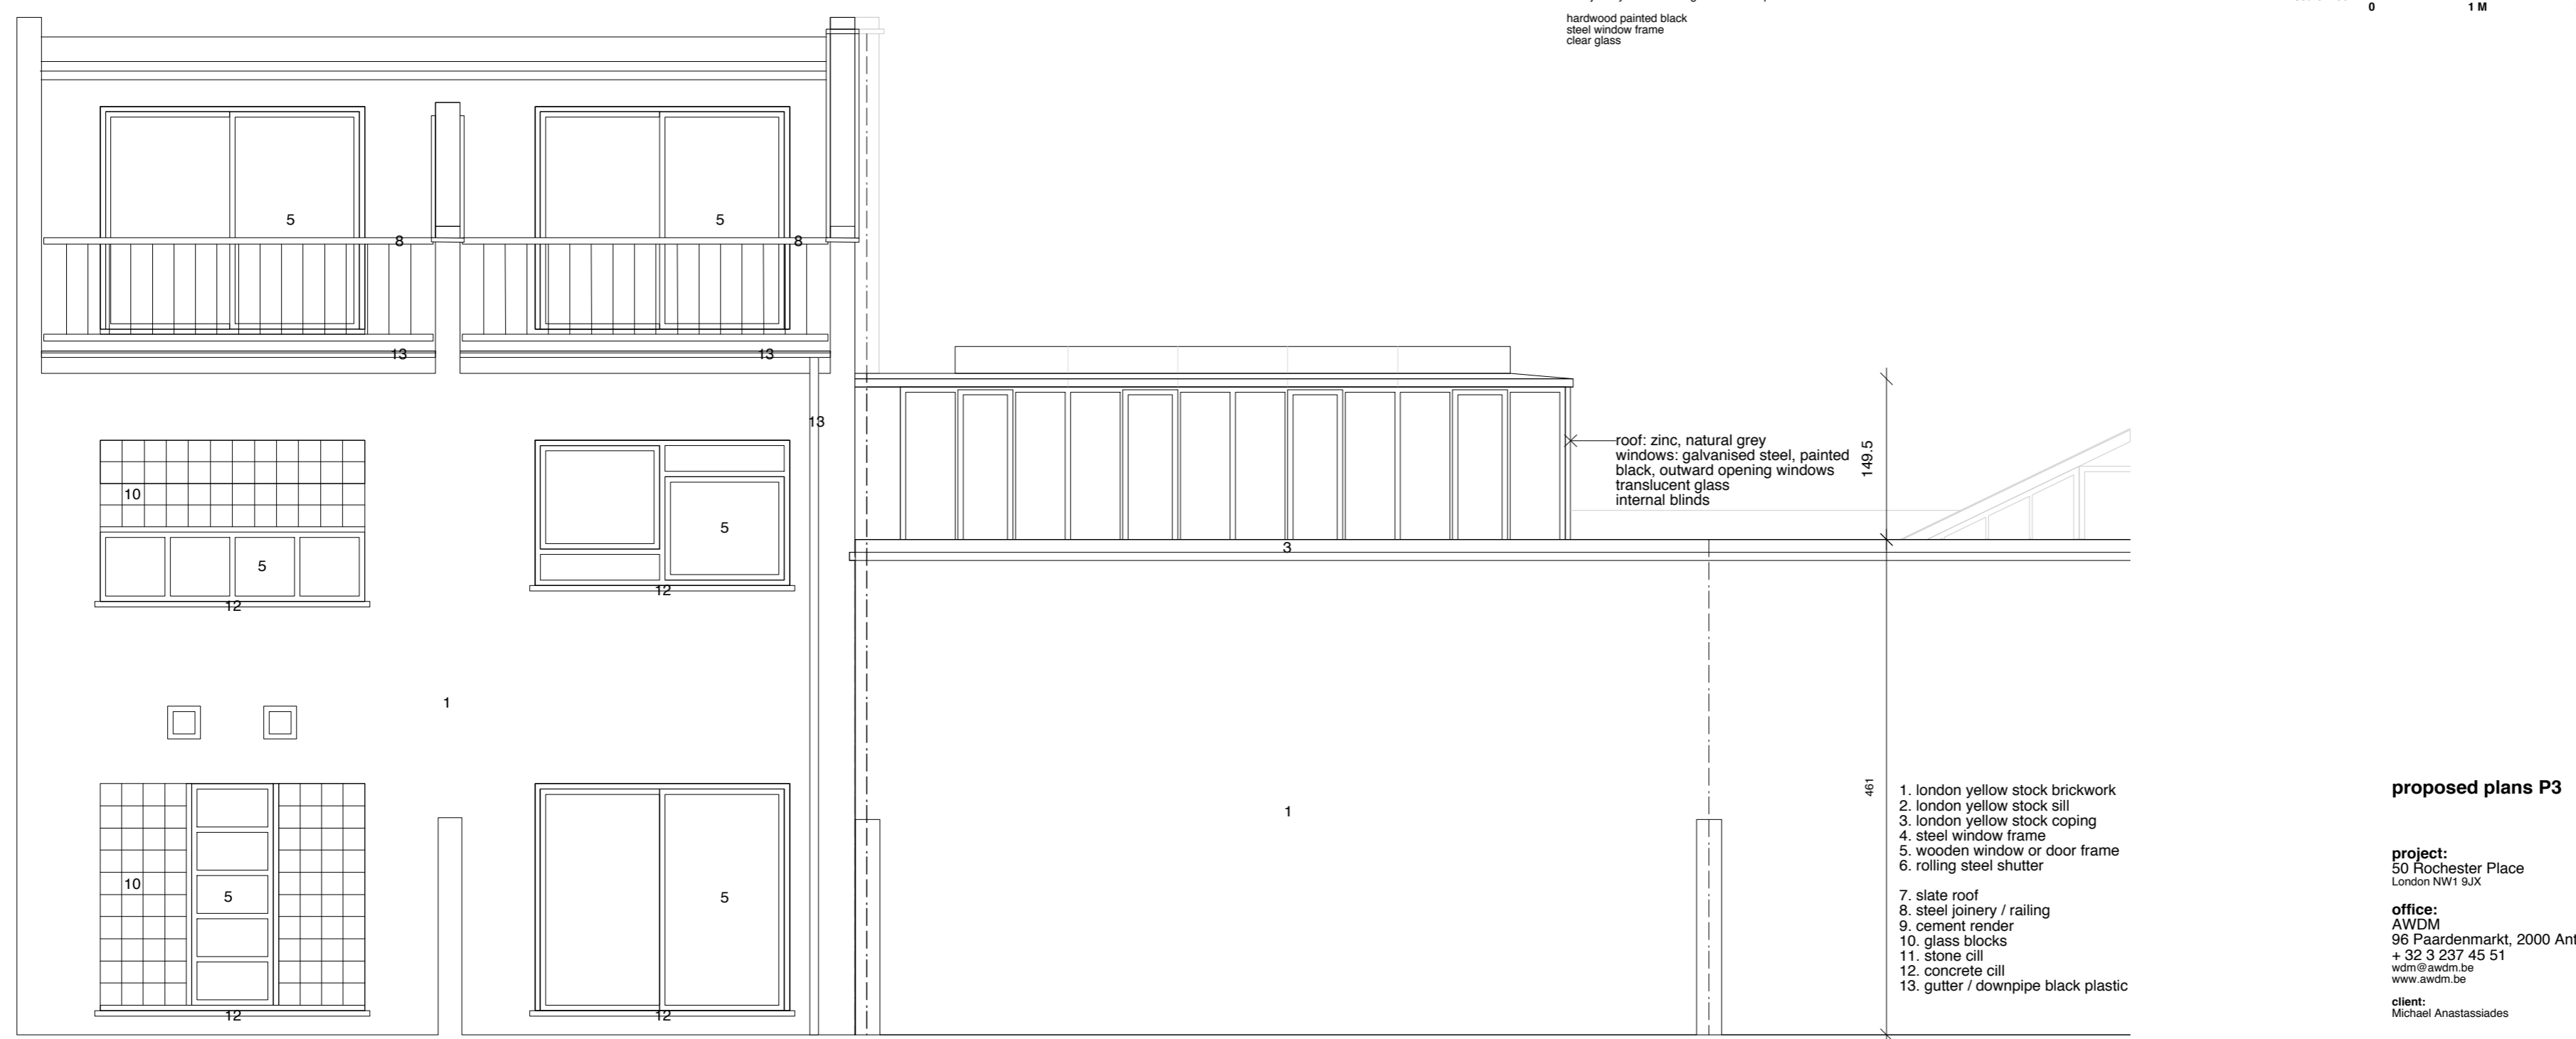 hardwood painted black
steel window frame
clear glass
0 1 M
5
5
8
8
13
13
13
roof: zinc, natural grey
windows: galvanised steel, painted
black, outward opening windows
translucent glass
internal blinds
149.5
10
5
5
3
12
12
1
1
461
10
5
5
12
12
1. london yellow stock brickwork
2. london yellow stock sill
3. london yellow stock coping
4. steel window frame
5. wooden window or door frame
6. rolling steel shutter
7. slate roof
8. steel joinery / railing
9. cement render
10. glass blocks
11. stone cill
12. concrete cill
13. gutter / downpipe black plastic
proposed plans P3
project:
50 Rochester Place
London NW1 9JX
office:
AWDM
96 Paardenmarkt, 2000 Ant
+ 32 3 237 45 51
wdm@awdm.be
www.awdm.be
client:
Michael Anastassiades